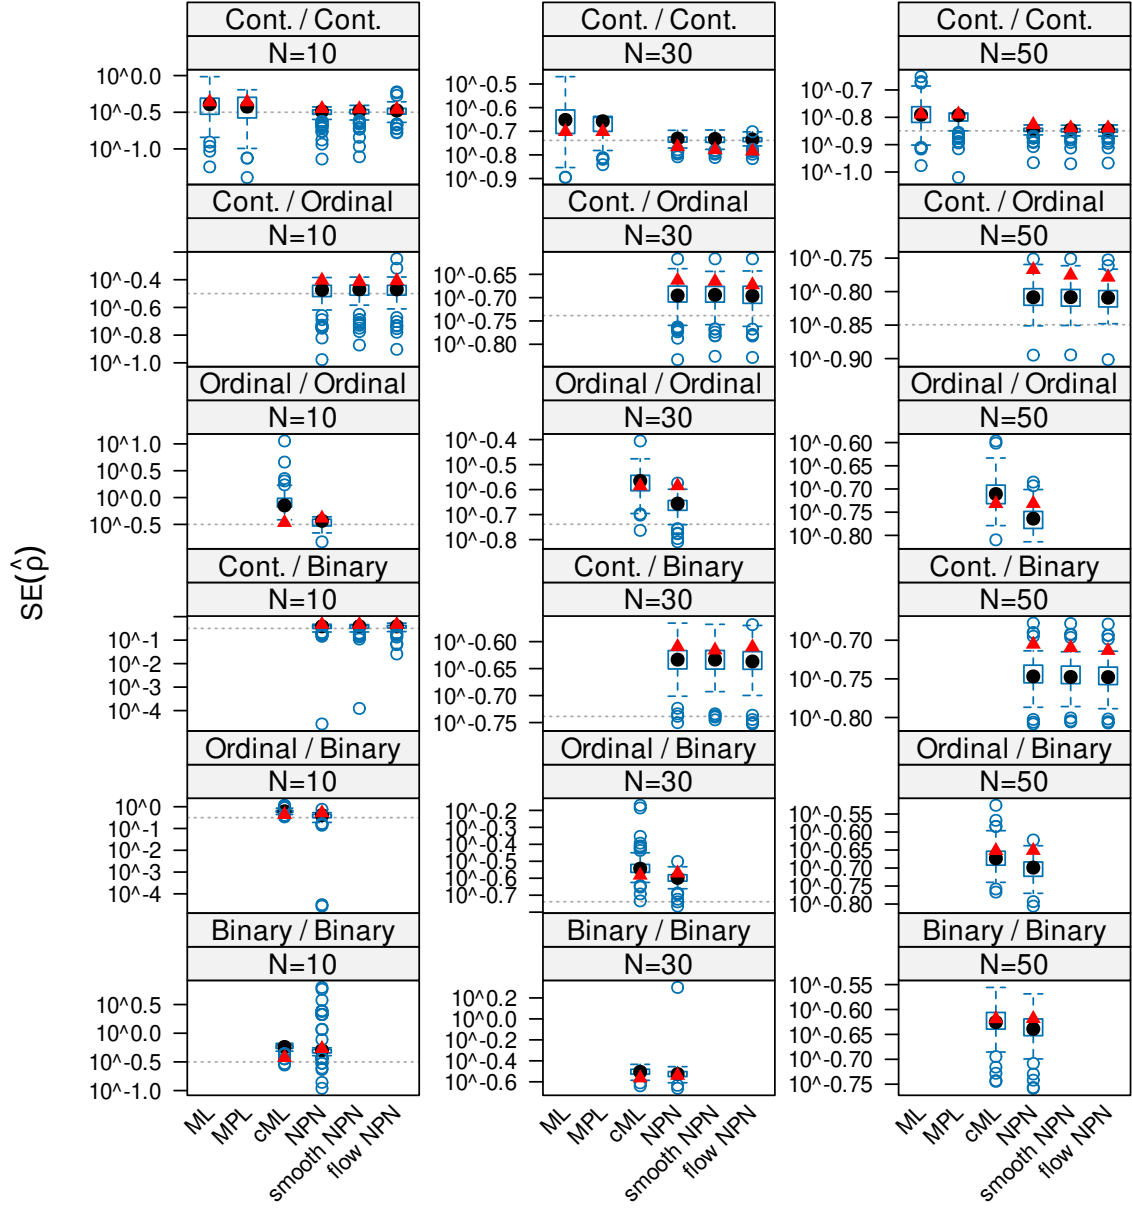 Cont. / Cont.
Cont. / Cont.
Cont. / Cont.
N=10
N=30
N=50
10^0.0
10^-0.5
10^-1.0
10^-0.5
10^-0.6
10^-0.7
10^-0.8
10^-0.9
10^-0.7
10^-0.8
10^-0.9
10^-1.0
Cont. / Ordinal
Cont. / Ordinal
Cont. / Ordinal
N=10
N=30
N=50
10^-0.4
10^-0.6
10^-0.8
10^-1.0
10^-0.65
10^-0.70
10^-0.75
10^-0.80
10^-0.75
10^-0.80
10^-0.85
10^-0.90
Ordinal / Ordinal
Ordinal / Ordinal
Ordinal / Ordinal
N=10
N=30
N=50
10^1.0
10^0.5
10^-0.0
10^-0.5
10^-0.4
10^-0.5
10^-0.6
10^-0.7
10^-0.8
10^-0.60
10^-0.65
10^-0.70
10^-0.75
10^-0.80
SE(ρ̂)
Cont. / Binary
Cont. / Binary
Cont. / Binary
N=10
N=30
N=50
10^-1
10^-2
10^-3
10^-4
10^-0.60
10^-0.65
10^-0.70
10^-0.75
10^-0.70
10^-0.75
10^-0.80
Ordinal / Binary
Ordinal / Binary
Ordinal / Binary
N=10
N=30
N=50
10^0
10^-1
10^-2
10^-3
10^-4
10^-0.2
10^-0.3
10^-0.4
10^-0.5
10^-0.6
10^-0.7
10^-0.55
10^-0.60
10^-0.65
10^-0.70
10^-0.75
10^-0.80
Binary / Binary
Binary / Binary
Binary / Binary
N=10
N=30
N=50
10^0.5
10^-0.0
10^-0.5
10^-1.0
10^0.2
10^-0.0
10^-0.4
10^-0.6
10^-0.55
10^-0.60
10^-0.65
10^-0.70
10^-0.75
ML
MPL
cML
NPN
smooth NPN
flow NPN
ML
MPL
cML
NPN
smooth NPN
flow NPN
ML
MPL
cML
NPN
smooth NPN
flow NPN